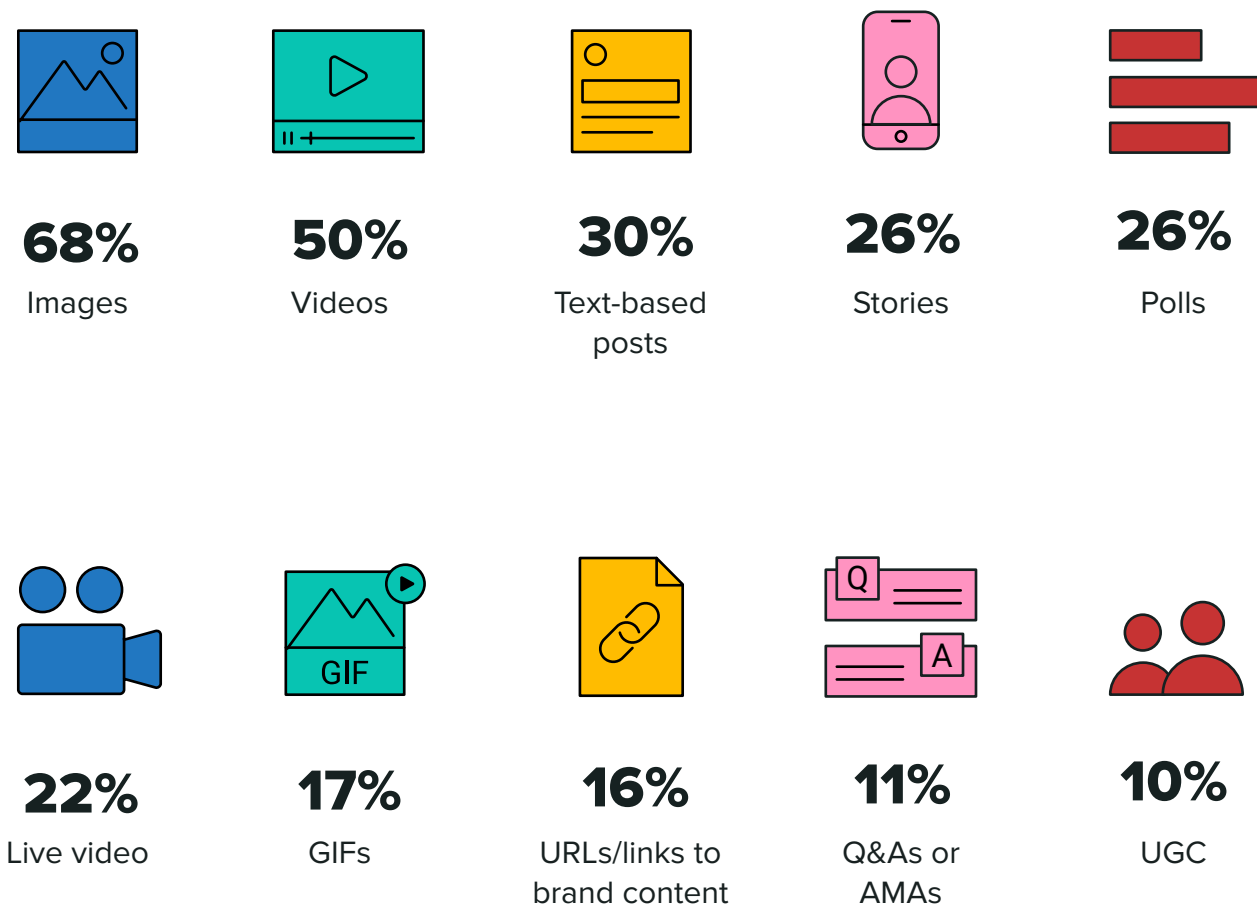 68%
50%
30%
26%
26%
Images
Videos
Text-based
posts
Stories
Polls
GIF
Q
A
22%
17%
16%
11%
10%
Live video
GIFs
URLs/links to
brand content
Q&As or
AMAs
UGC